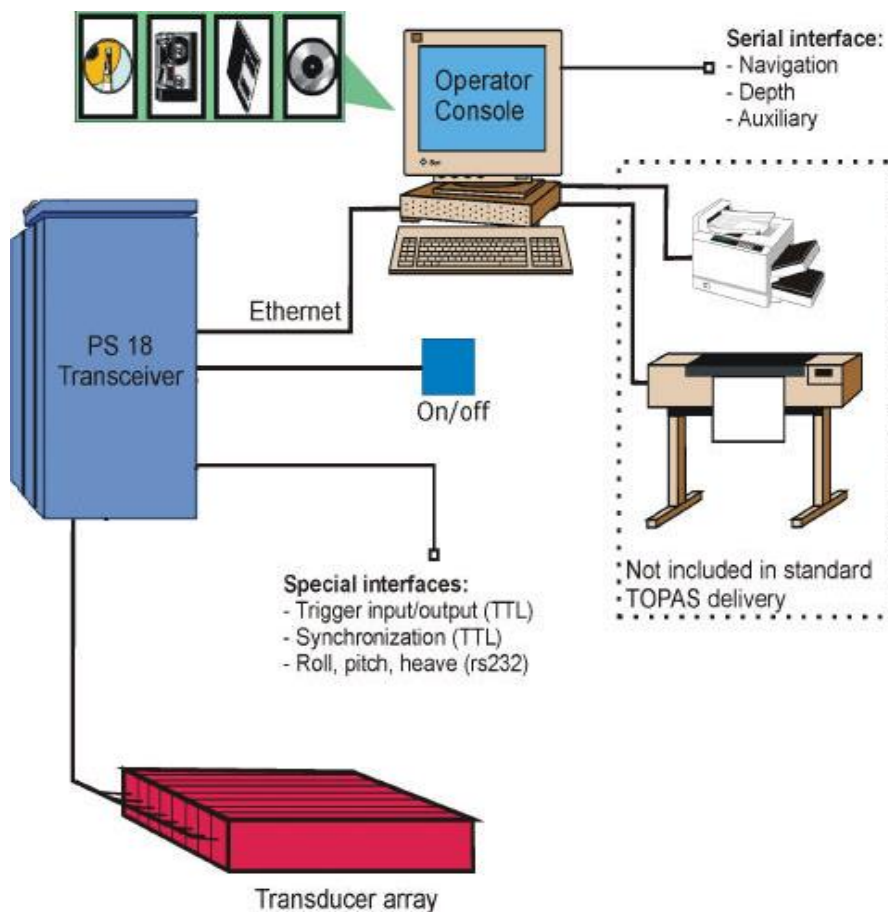 Operator
Console
Serial interface:
- Navigation
- Depth
- Auxiliary
Ethernet
PS 18
Transceiver
On/off
Not included in standard
TOPAS delivery
Special interfaces:
- Trigger input/output (TTL)
- Synchronization (TTL)
- Roll, pitch, heave (rs232)
Transducer array